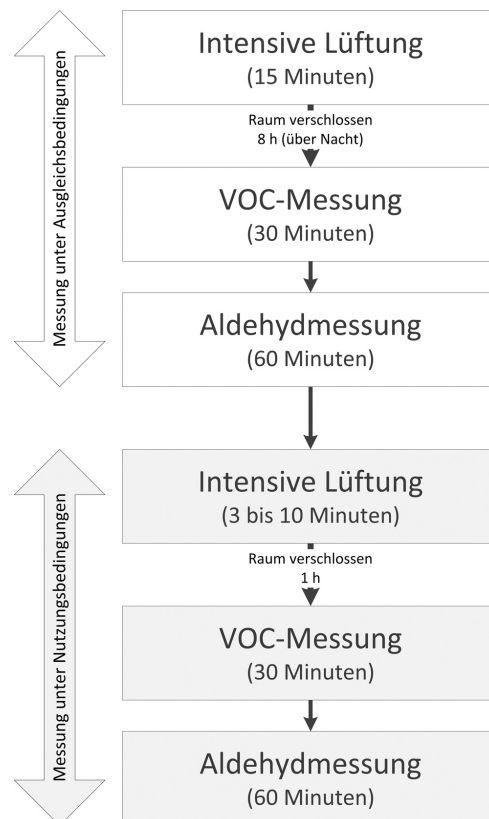 Messung unter Ausgleichsbedingungen
Intensive Lüftung
(15 Minuten)
Raum verschlossen
8 h (über Nacht)
VOC-Messung
(30 Minuten)
Aldehydmessung
(60 Minuten)
Messung unter Nutzungsbedingungen
Intensive Lüftung
(3 bis 10 Minuten)
Raum verschlossen
1 h
VOC-Messung
(30 Minuten)
Aldehydmessung
(60 Minuten)